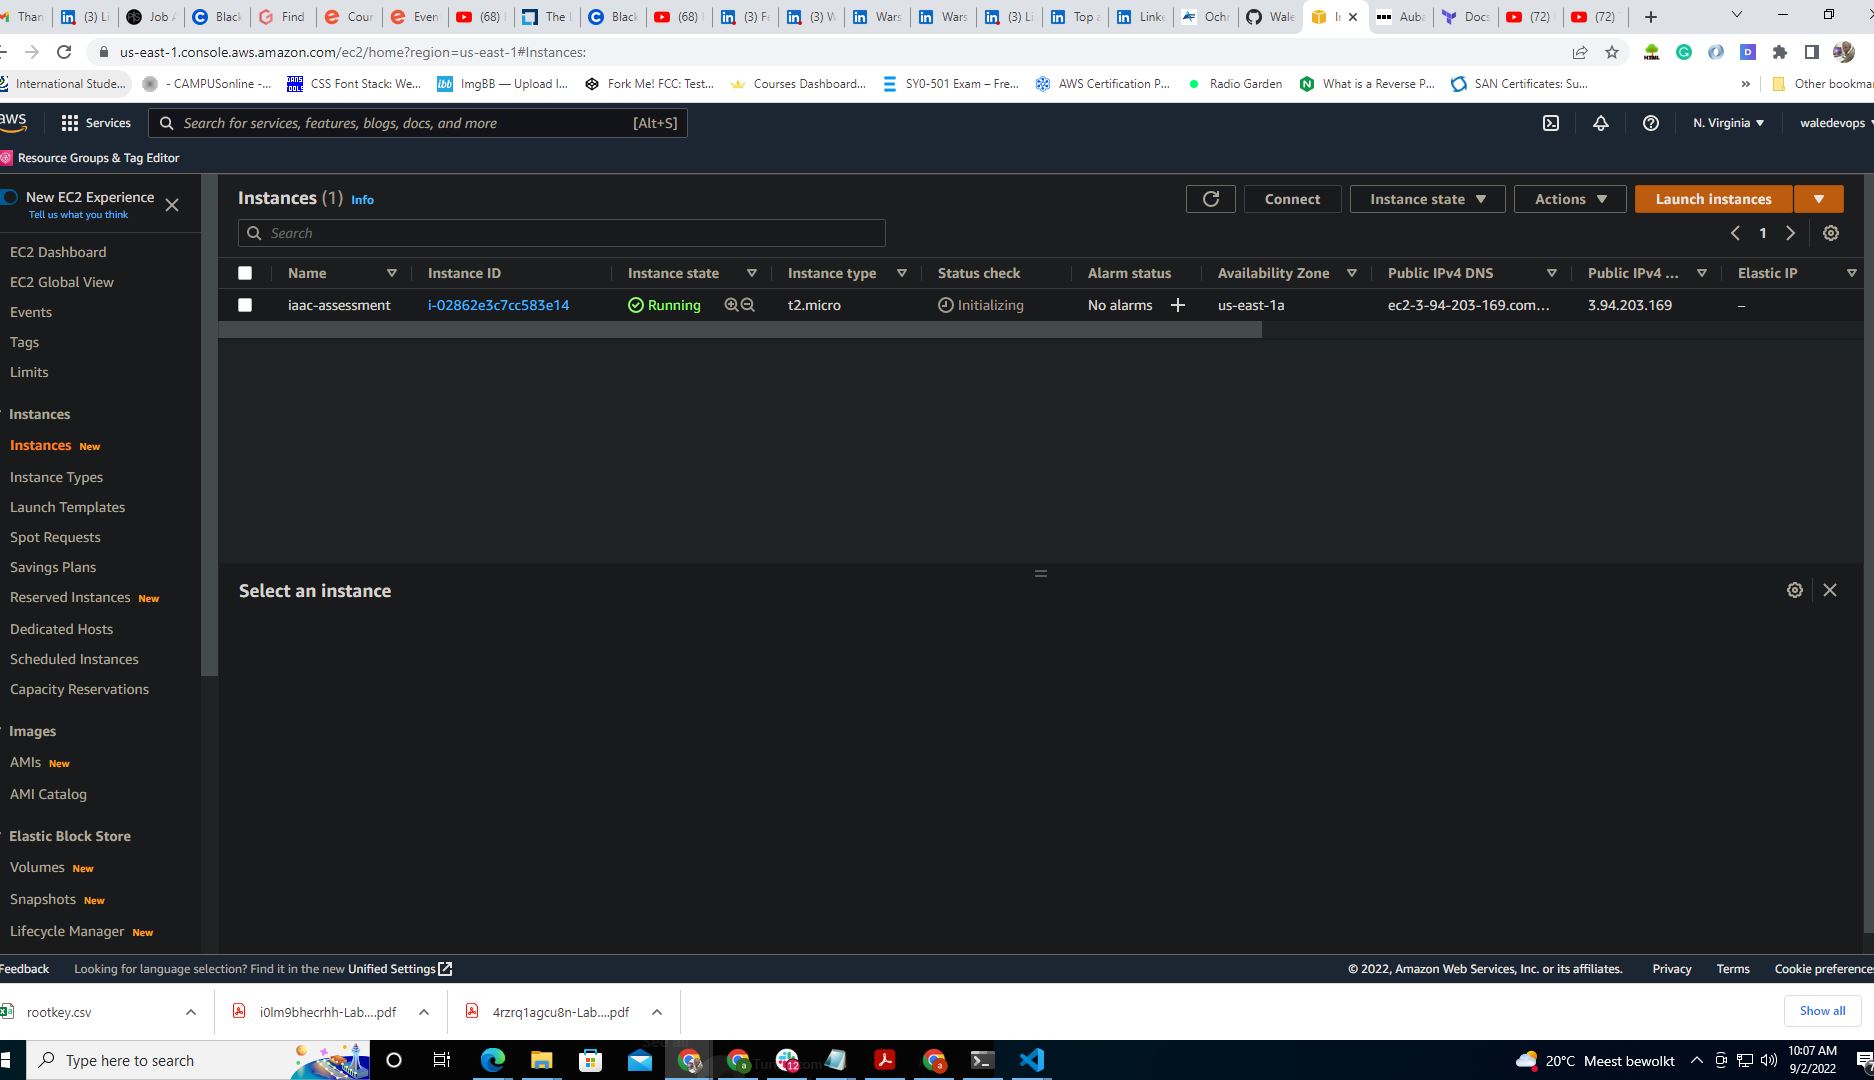 Than
(3) Li
Job A
Black
Find
Cour
Even
(68)
The
Black
(68)
(3) Fe
(3) W
Wars
Wars
(3) Li
Top a
Linke
Ochr
Wale
Auba
Docs
(72)
(72)
us-east-1.console.aws.amazon.com/ec2/home?region=us-east-1#Instances:
International Stude...
- CAMPUSonline -...
CSS Font Stack: We...
ImgBB — Upload I...
Fork Me! FCC: Test...
Courses Dashboard...
SY0-501 Exam – Fre...
AWS Certification P...
Radio Garden
What is a Reverse P...
SAN Certificates: Su...
»
Other bookma
aws
Services
Search for services, features, blogs, docs, and more
[Alt+S]
N. Virginia
waledevops
Resource Groups & Tag Editor
New EC2 Experience
Tell us what you think
EC2 Dashboard
EC2 Global View
Events
Tags
Limits
Instances
Instances New
Instance Types
Launch Templates
Spot Requests
Savings Plans
Reserved Instances New
Dedicated Hosts
Scheduled Instances
Capacity Reservations
Images
AMIs New
AMI Catalog
Elastic Block Store
Volumes New
Snapshots New
Lifecycle Manager New
Instances (1) Info
Connect
Instance state
Actions
Launch instances
Search
1
Name
Instance ID
Instance state
Instance type
Status check
Alarm status
Availability Zone
Public IPv4 DNS
Public IPv4 ...
Elastic IP
iaac-assessment
i-02862e3c7cc583e14
Running
t2.micro
Initializing
No alarms
us-east-1a
ec2-3-94-203-169.com...
3.94.203.169
–
Select an instance
Feedback
Looking for language selection? Find it in the new Unified Settings
© 2022, Amazon Web Services, Inc. or its affiliates.
Privacy
Terms
Cookie preference
rootkey.csv
i0lm9bhecrhh-Lab....pdf
4rzrq1agcu8n-Lab....pdf
Show all
Type here to search
12
20°C Meest bewolkt
10:07 AM
9/2/2022